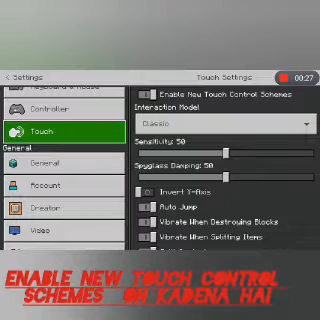 Settings
Touch Settings
00:27
Keyboard & Mouse
Enable New Touch Control Schemes
Interaction Model
Controller
Classic
Touch
Sensitivity: 50
General
Spyglass Damping: 50
General
Invert Y-Axis
Account
Auto Jump
Creator
Vibrate When Destroying Blocks
Video
Vibrate When Splitting Items
ENABLE NEW TOUCH CONTROL
SCHEMES ON KADENA HAI